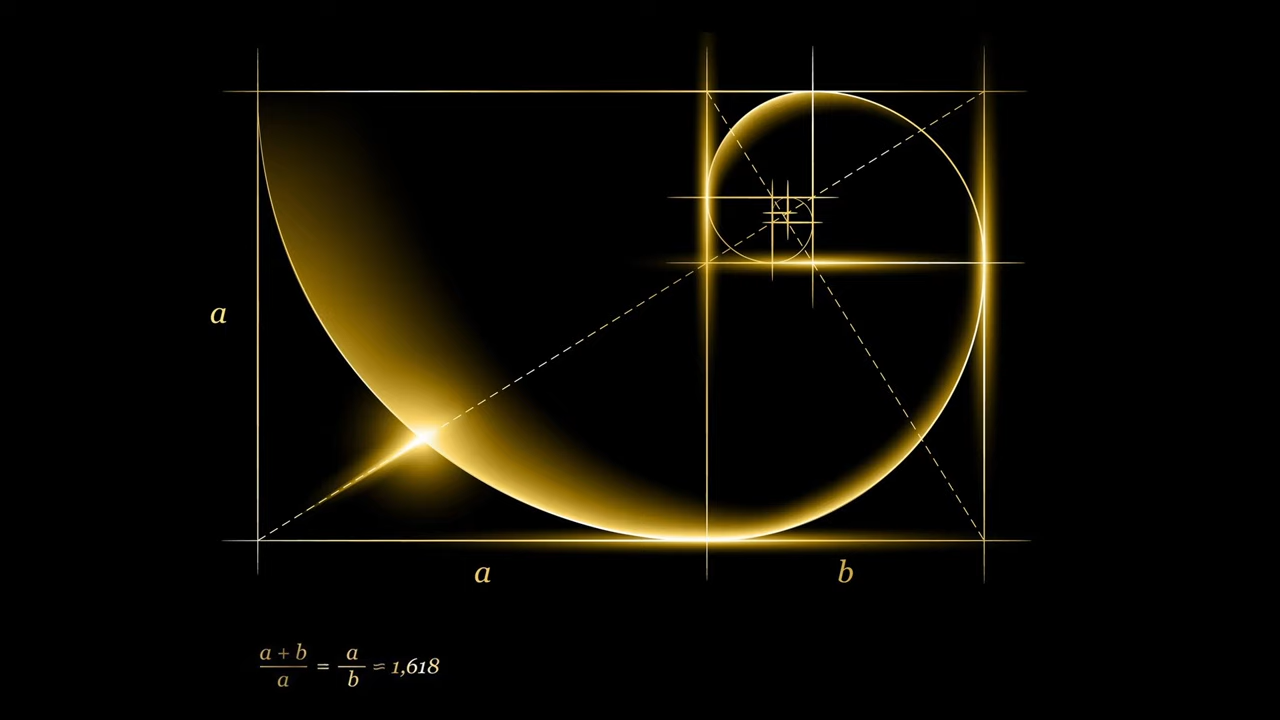 a
a b
a + b / a = a / b ≈ 1,618